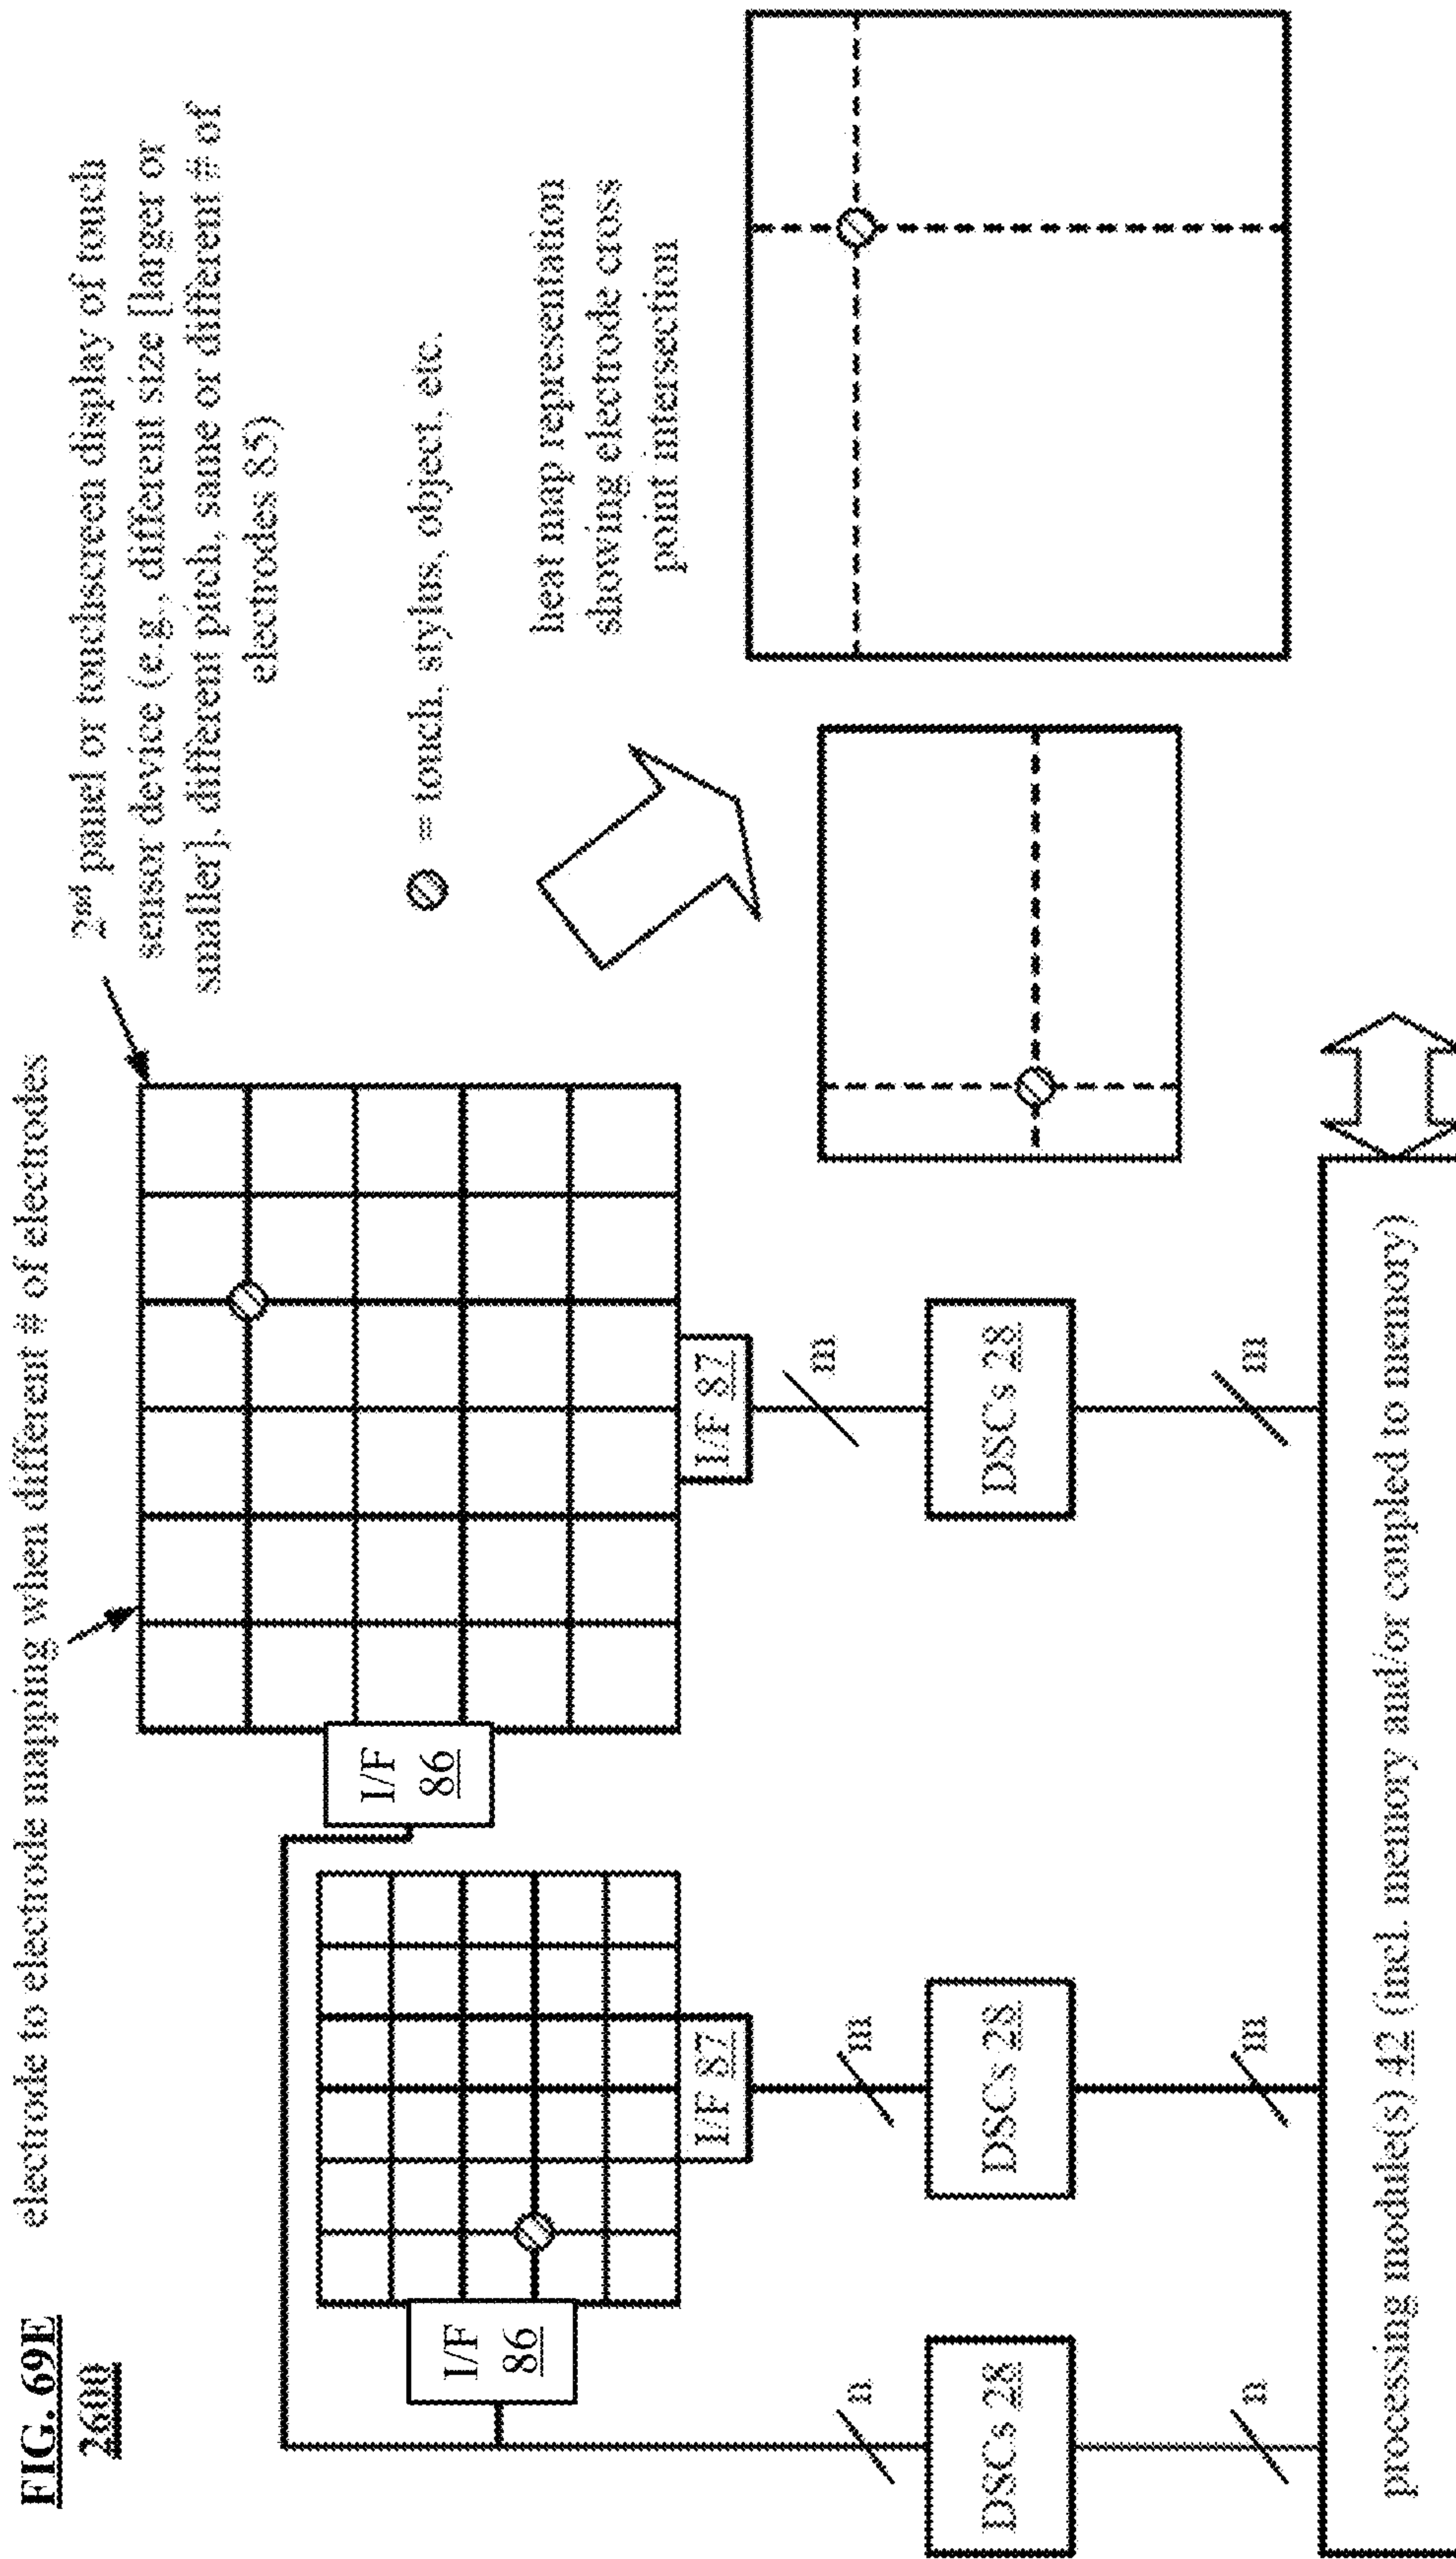 FIG. 69E
2600
electrode to electrode mapping when different # of electrodes
2nd panel or touchscreen display of touch
sensor device (e.g., different size [larger or
smaller], different pitch, same or different # of
electrodes 85)
= touch, stylus, object, etc.
heat map representation
showing electrode cross
point intersection
I/F
86
I/F
86
I/F 87
I/F 87
n
m
m
DSCs 28
DSCs 28
DSCs 28
n
m
m
processing module(s) 42 (incl. memory and/or coupled to memory)